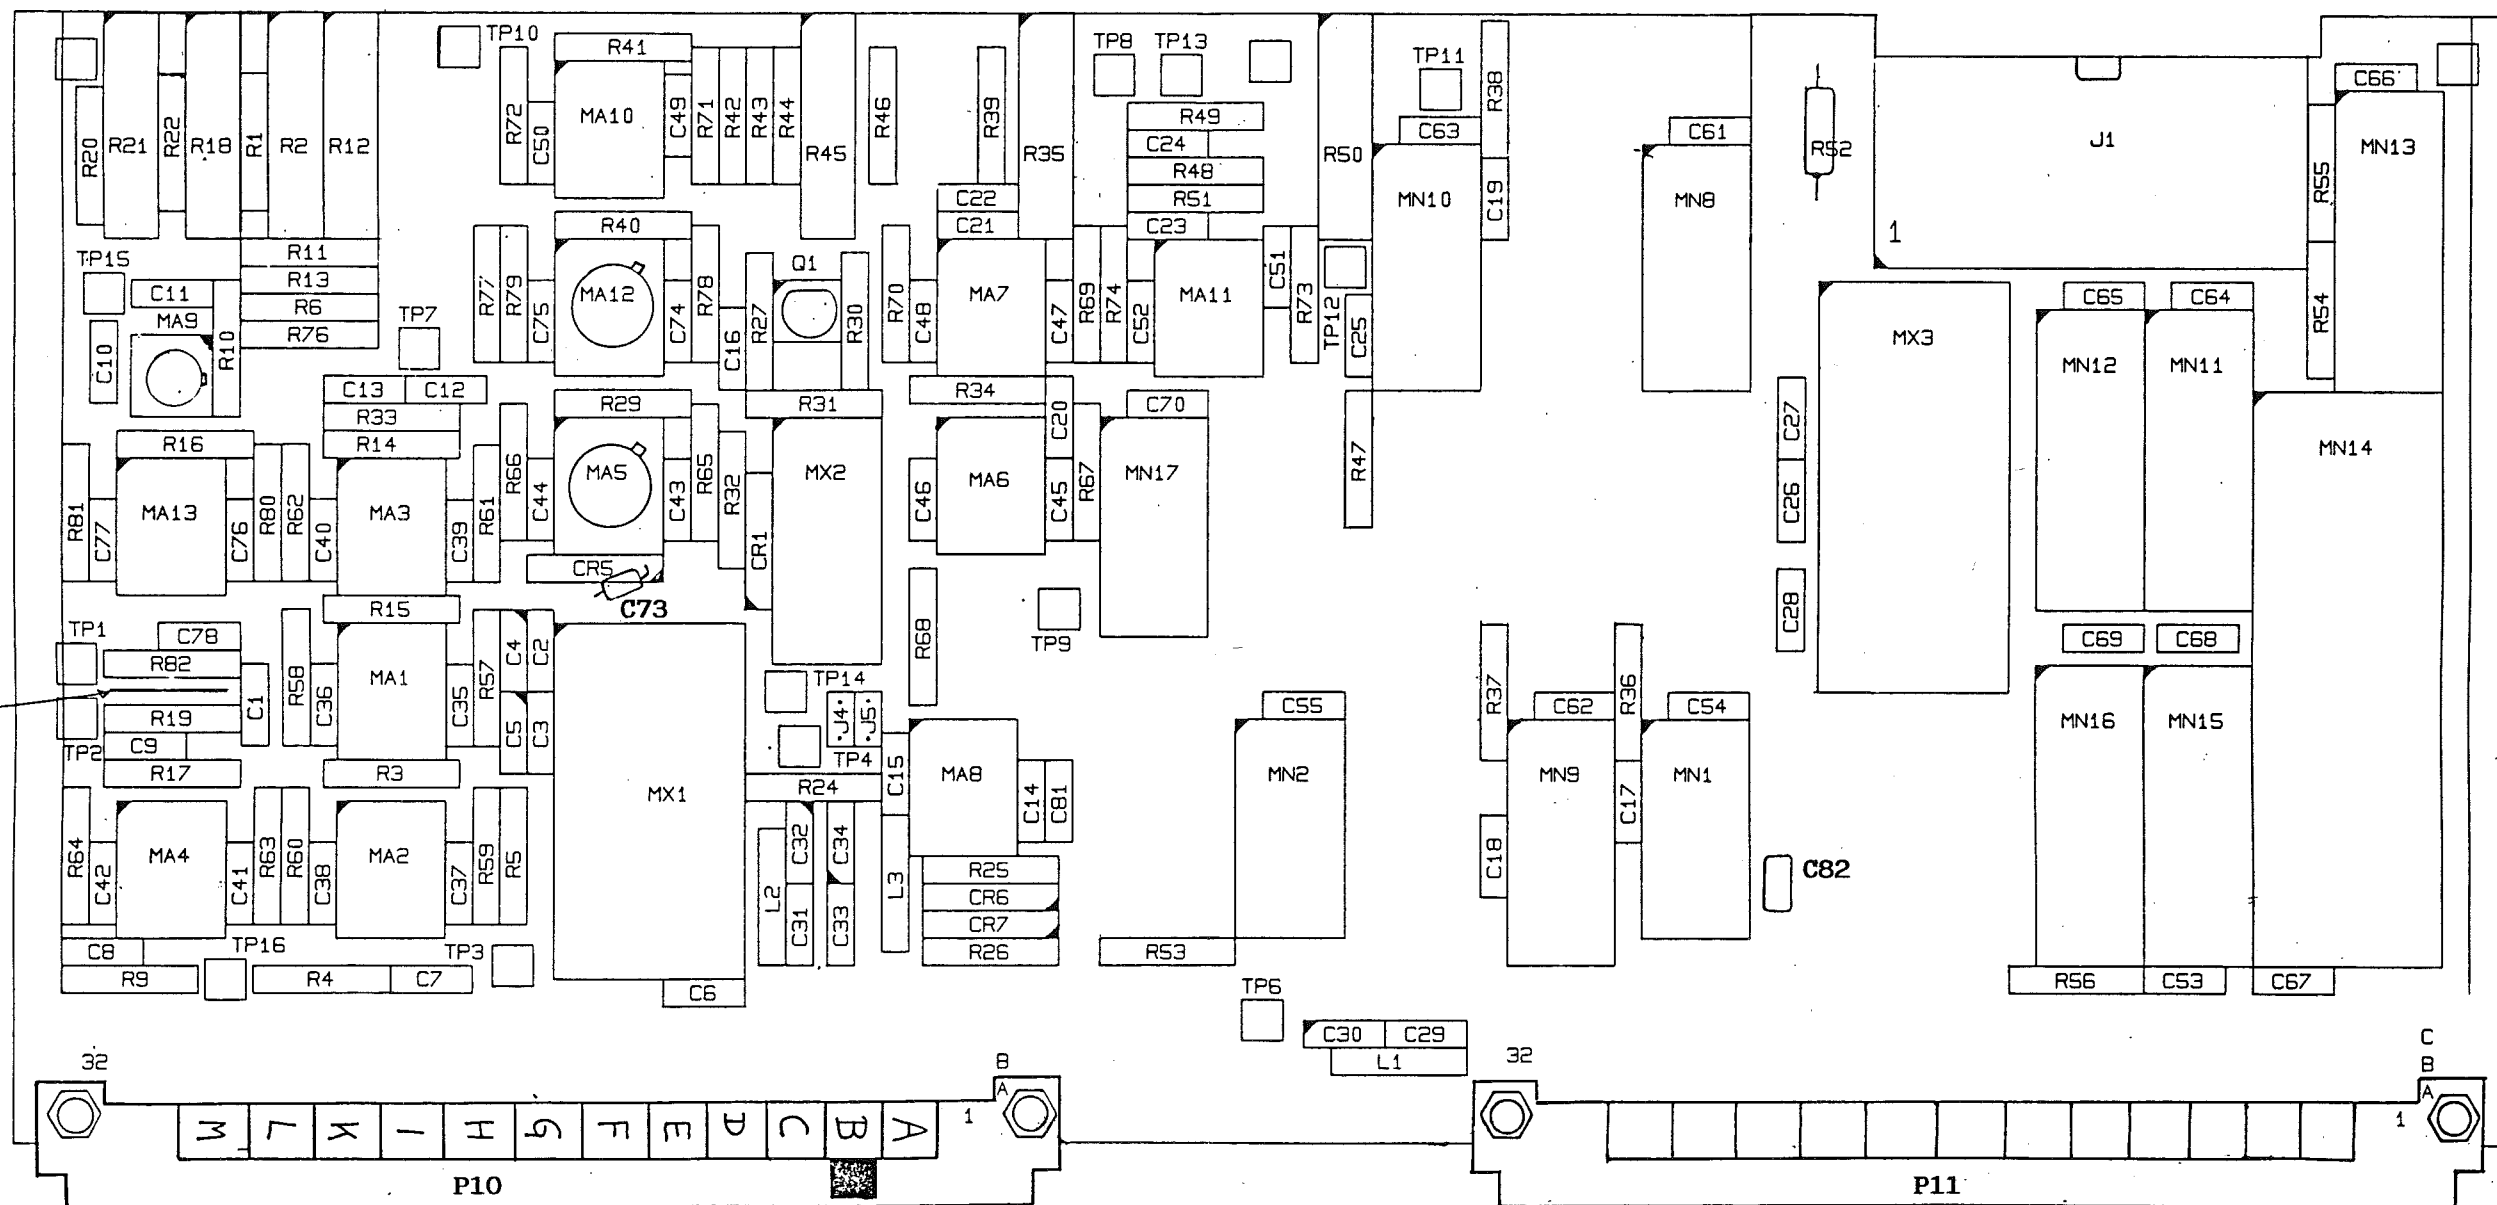 TP10
R41
TP8 TP13
TP11
R38
C66
R20 R21 R22 R18 R1 R2 R12
R72 C50 MA10 C49 R71 R42 R43 R44 R45 R46 R39 R35
R49
C24
R48
R51
C23
R50
C63
MN10
C19
C61
MN8
R52
J1
1
R55
MN13
C22
C21
R11
R13
R6
R76
TP15
C11
MA9
C10 R10
TP7
R40
R77 R79 C75 MA12 C74 R78 C16 R27 Q1 R30 R70 C48 MA7 C47 R69 R74 C52 MA11 C51 R73 TP12 C25
MX3
C65 C64
MN12 MN11
R54
C13 C12
R33
R14
R29
R31
R34
C20
C70
R47
C27
C26
C28
MN14
R16
R81 C77 MA13 C76 R80 R62 C40 MA3 C39 R61 R66 C44 MA5 C43 R65 R32 CR1 MX2 C46 MA6 C45 R67 MN17
CR5
C73
R15
TP1
C78
R82
R19
C9
TP2
R17
C1 R58 C36 MA1 C35 R57 C4 C2
C5 C3
R3
R68
TP9
TP14
J4 J5
TP4
R24
MX1
C15 MA8 C14 C81
C55
MN2
R37 C62 R36 C54
MN9 MN1
C17
C18
C82
C69 C68
MN16 MN15
R64 C42 MA4 C41 R63 R60 C38 MA2 C37 R59 R5
L2 C32 C34
C31 C33
L3
R25
CR6
CR7
R26
R53
C8
R9
TP16
R4 C7
TP3
C6
R56 C53 C67
TP6
C30 C29
L1
32
B
A
1
32
C
B
A
1
M L K I H G F E D C B A
P10
P11